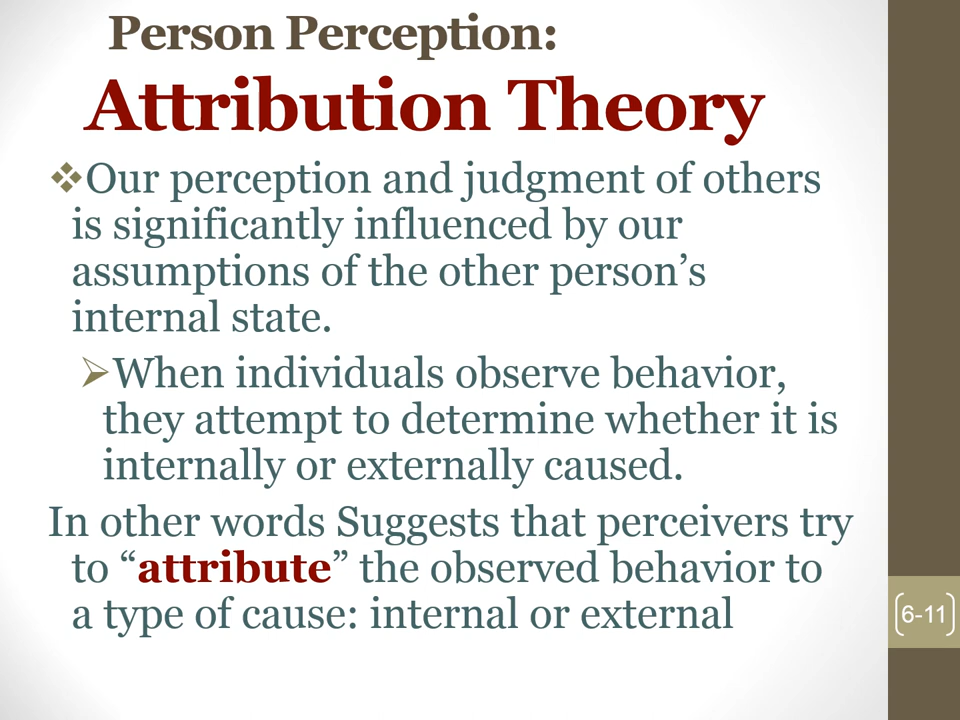 Person Perception:
Attribution Theory
❖Our perception and judgment of others
is significantly influenced by our
assumptions of the other person’s
internal state.
➢When individuals observe behavior,
they attempt to determine whether it is
internally or externally caused.
In other words Suggests that perceivers try
to “attribute” the observed behavior to
a type of cause: internal or external
6-11